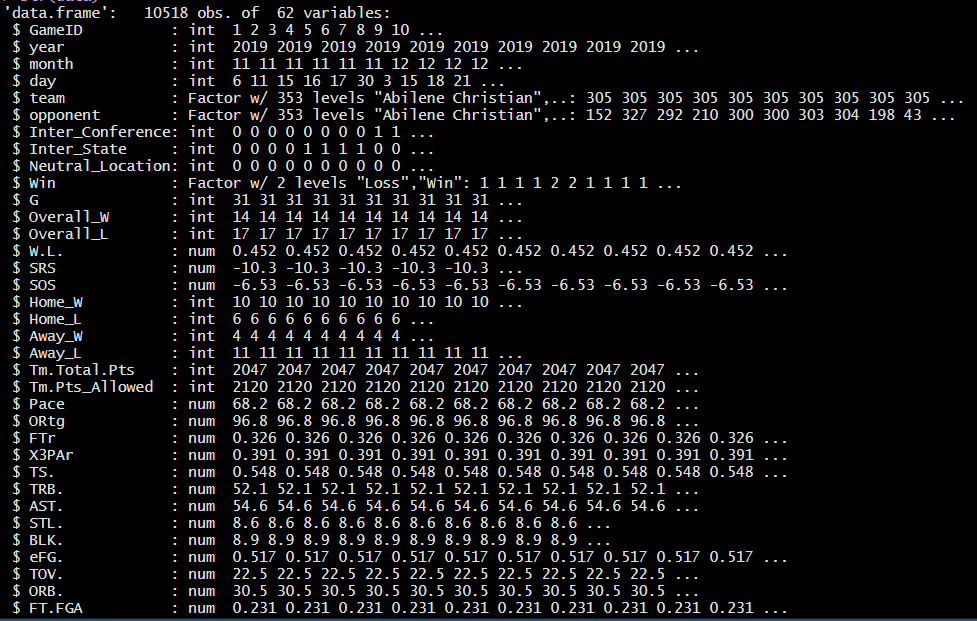 'data.frame':   10518 obs. of  62 variables:
 $ GameID          : int  1 2 3 4 5 6 7 8 9 10 ...
 $ year            : int  2019 2019 2019 2019 2019 2019 2019 2019 2019 2019 ...
 $ month           : int  11 11 11 11 11 11 12 12 12 12 ...
 $ day             : int  6 11 15 16 17 30 3 15 18 21 ...
 $ team            : Factor w/ 353 levels "Abilene Christian",..: 305 305 305 305 305 305 305 305 305 305 ...
 $ opponent        : Factor w/ 353 levels "Abilene Christian",..: 152 327 292 210 300 300 303 304 198 43 ...
 $ Inter_Conference: int  0 0 0 0 0 0 0 0 1 1 ...
 $ Inter_State     : int  0 0 0 0 1 1 1 1 0 0 ...
 $ Neutral_Location: int  0 0 0 0 0 0 0 0 0 0 ...
 $ Win             : Factor w/ 2 levels "Loss","Win": 1 1 1 1 2 2 1 1 1 1 ...
 $ G               : int  31 31 31 31 31 31 31 31 31 31 ...
 $ Overall_W       : int  14 14 14 14 14 14 14 14 14 14 ...
 $ Overall_L       : int  17 17 17 17 17 17 17 17 17 17 ...
 $ W.L.            : num  0.452 0.452 0.452 0.452 0.452 0.452 0.452 0.452 0.452 0.452 ...
 $ SRS             : num  -10.3 -10.3 -10.3 -10.3 -10.3 ...
 $ SOS             : num  -6.53 -6.53 -6.53 -6.53 -6.53 -6.53 -6.53 -6.53 -6.53 -6.53 ...
 $ Home_W          : int  10 10 10 10 10 10 10 10 10 10 ...
 $ Home_L          : int  6 6 6 6 6 6 6 6 6 6 ...
 $ Away_W          : int  4 4 4 4 4 4 4 4 4 4 ...
 $ Away_L          : int  11 11 11 11 11 11 11 11 11 11 ...
 $ Tm.Total.Pts    : int  2047 2047 2047 2047 2047 2047 2047 2047 2047 2047 ...
 $ Tm.Pts_Allowed  : int  2120 2120 2120 2120 2120 2120 2120 2120 2120 2120 ...
 $ Pace            : num  68.2 68.2 68.2 68.2 68.2 68.2 68.2 68.2 68.2 68.2 ...
 $ ORtg            : num  96.8 96.8 96.8 96.8 96.8 96.8 96.8 96.8 96.8 96.8 ...
 $ FTr             : num  0.326 0.326 0.326 0.326 0.326 0.326 0.326 0.326 0.326 0.326 ...
 $ X3PAr           : num  0.391 0.391 0.391 0.391 0.391 0.391 0.391 0.391 0.391 0.391 ...
 $ TS.             : num  0.548 0.548 0.548 0.548 0.548 0.548 0.548 0.548 0.548 0.548 ...
 $ TRB.            : num  52.1 52.1 52.1 52.1 52.1 52.1 52.1 52.1 52.1 52.1 ...
 $ AST.            : num  54.6 54.6 54.6 54.6 54.6 54.6 54.6 54.6 54.6 54.6 ...
 $ STL.            : num  8.6 8.6 8.6 8.6 8.6 8.6 8.6 8.6 8.6 8.6 ...
 $ BLK.            : num  8.9 8.9 8.9 8.9 8.9 8.9 8.9 8.9 8.9 8.9 ...
 $ eFG.            : num  0.517 0.517 0.517 0.517 0.517 0.517 0.517 0.517 0.517 0.517 ...
 $ TOV.            : num  22.5 22.5 22.5 22.5 22.5 22.5 22.5 22.5 22.5 22.5 ...
 $ ORB.            : num  30.5 30.5 30.5 30.5 30.5 30.5 30.5 30.5 30.5 30.5 ...
 $ FT.FGA          : num  0.231 0.231 0.231 0.231 0.231 0.231 0.231 0.231 0.231 0.231 ...